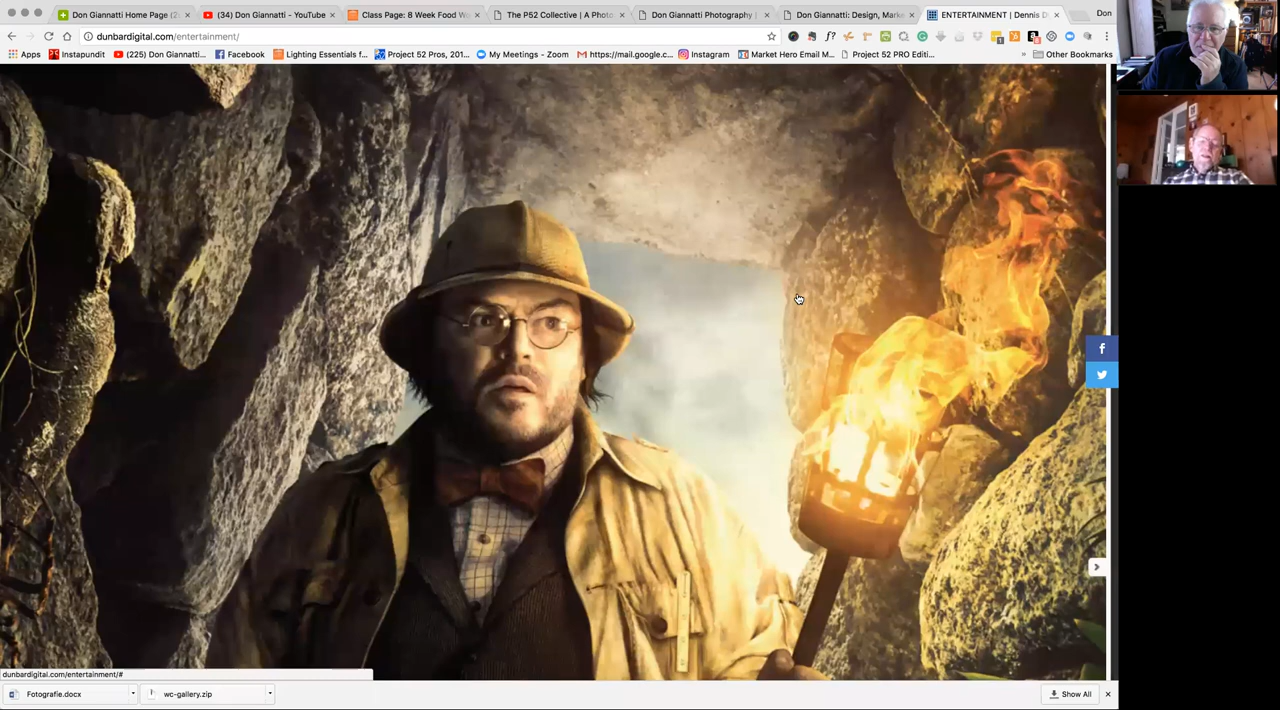 Don Giannatti Home Page (2
(34) Don Giannatti - YouTube
Class Page: 8 Week Food W
The P52 Collective | A Photo
Don Giannatti Photography |
Don Giannatti: Design, Marke
ENTERTAINMENT | Dennis D
Don
dunbardigital.com/entertainment/
Apps
Instapundit
(225) Don Giannatti...
Facebook
Lighting Essentials f...
Project 52 Pros, 201...
My Meetings - Zoom
https://mail.google.c...
Instagram
Market Hero Email M...
Project 52 PRO Editi...
Other Bookmarks
dunbardigital.com/entertainment/#
Fotografie.docx
wc-gallery.zip
Show All